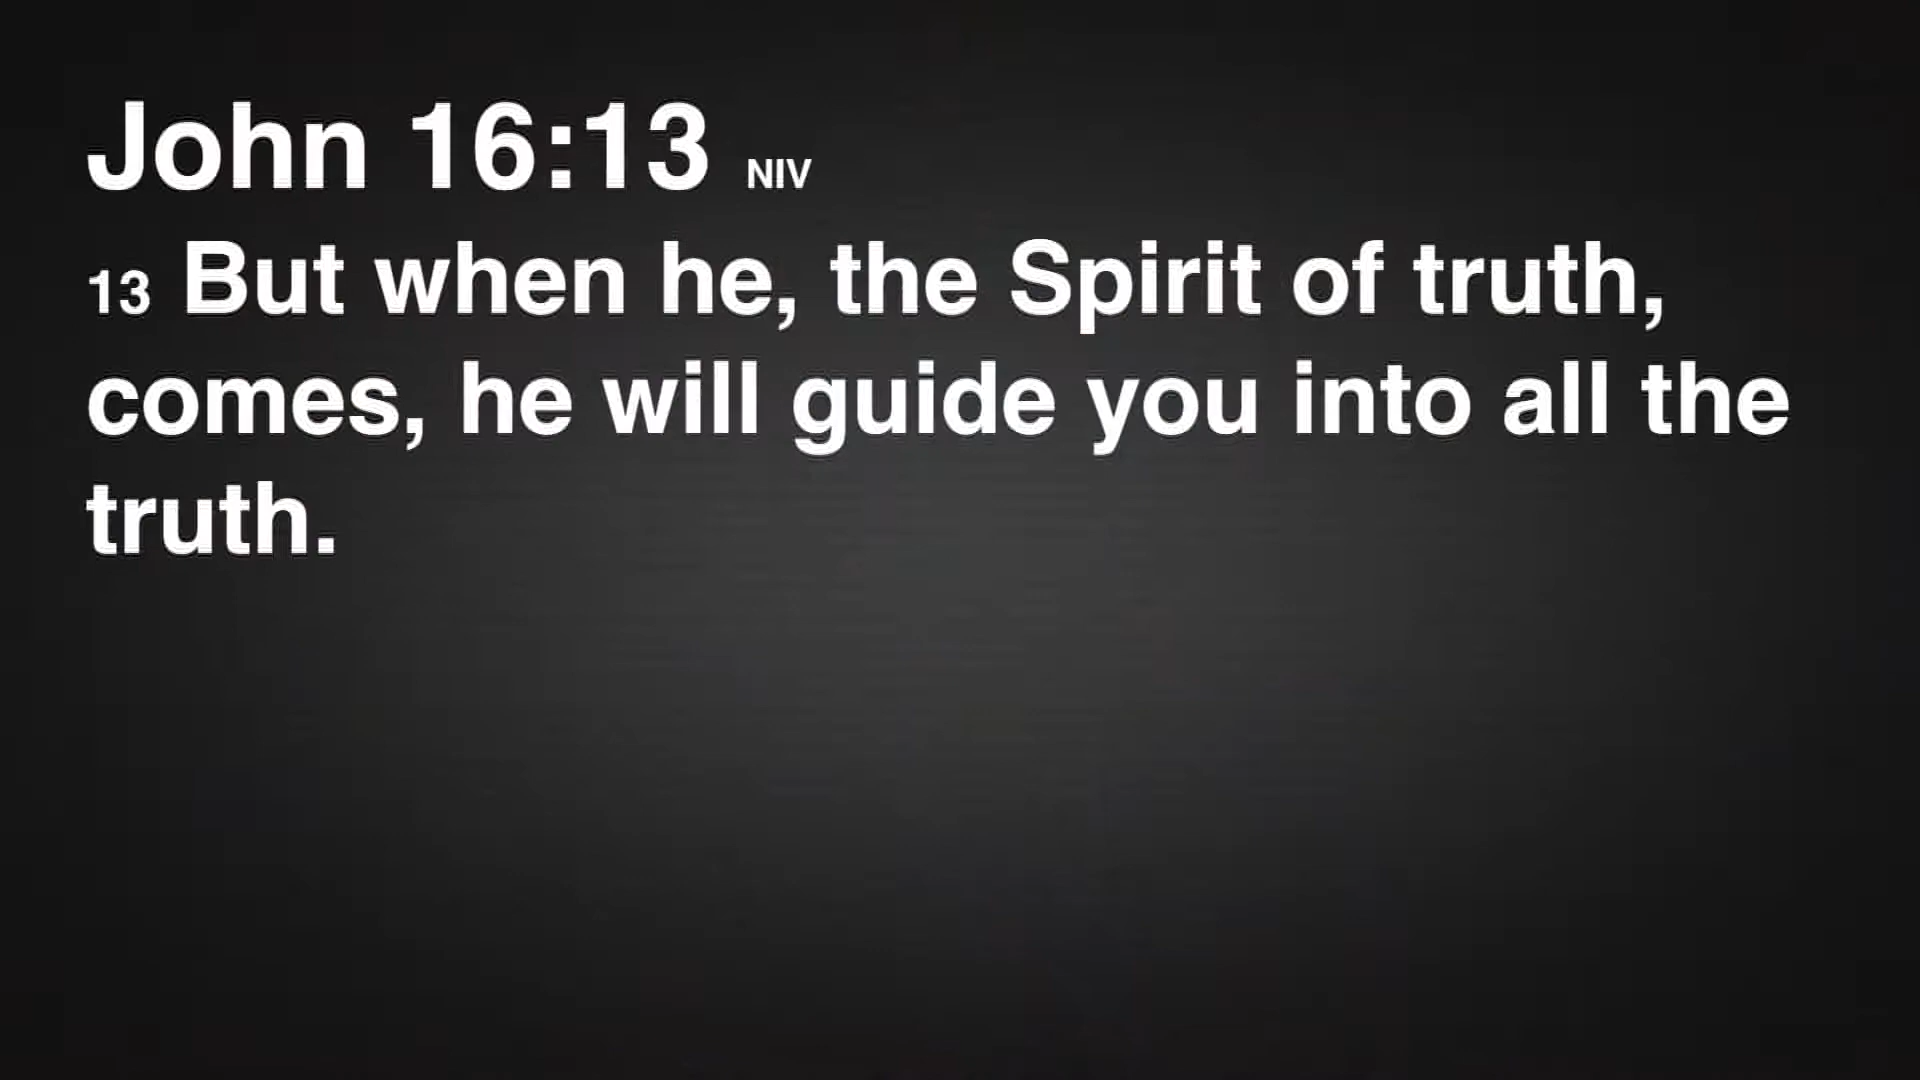 John 16:13 NIV
13 But when he, the Spirit of truth,
comes, he will guide you into all the
truth.